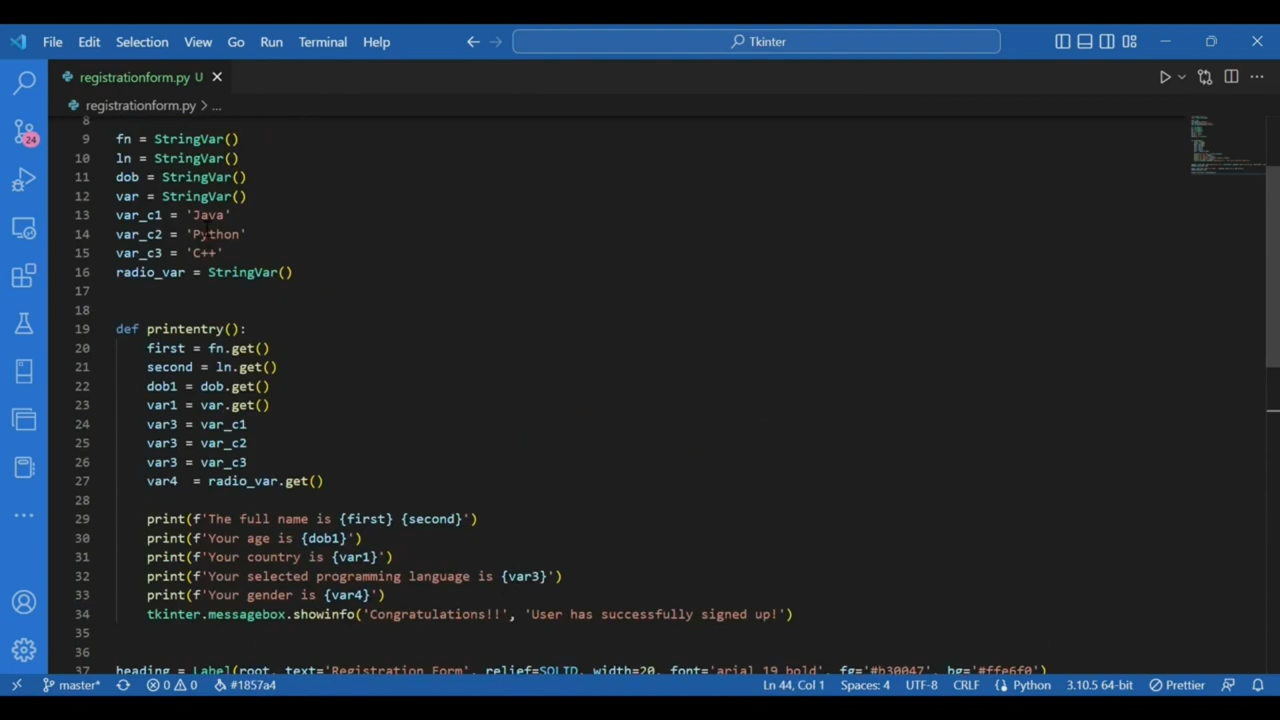 File Edit Selection View Go Run Terminal Help Tkinter
registrationform.py U
registrationform.py > ...
8
9 fn = StringVar()
10 ln = StringVar()
11 dob = StringVar()
12 var = StringVar()
13 var_c1 = 'Java'
14 var_c2 = 'Python'
15 var_c3 = 'C++'
16 radio_var = StringVar()
17
18
19 def printentry():
20 first = fn.get()
21 second = ln.get()
22 dob1 = dob.get()
23 var1 = var.get()
24 var3 = var_c1
25 var3 = var_c2
26 var3 = var_c3
27 var4  = radio_var.get()
28
29 print(f'The full name is {first} {second}')
30 print(f'Your age is {dob1}')
31 print(f'Your country is {var1}')
32 print(f'Your selected programming language is {var3}')
33 print(f'Your gender is {var4}')
34 tkinter.messagebox.showinfo('Congratulations!!', 'User has successfully signed up!')
35
36
37 heading = Label(root, text='Registration Form', relief=SOLID, width=20, font='arial 19 bold', fg='#b30047', bg='#ffe6f0')
24
master* 0 0 #1857a4 Ln 44, Col 1 Spaces: 4 UTF-8 CRLF Python 3.10.5 64-bit Prettier